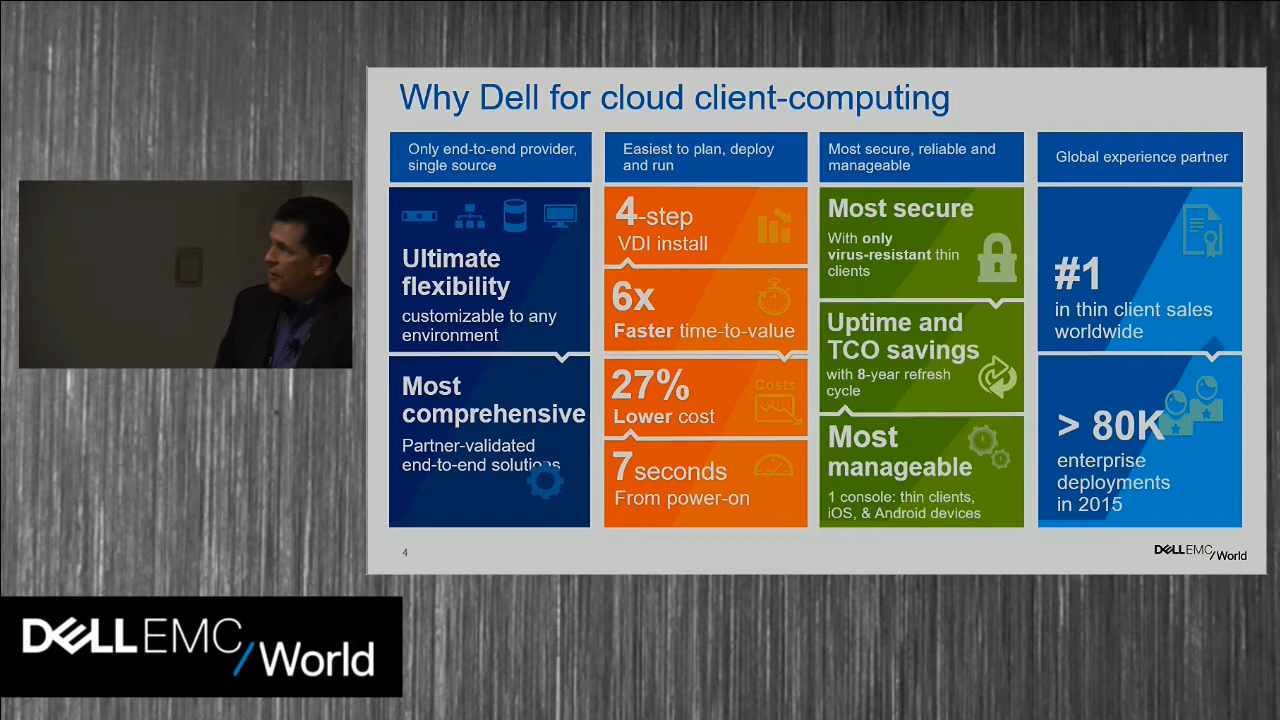 Why Dell for cloud client-computing
Only end-to-end provider,
single source
Ultimate
flexibility
customizable to any
environment
Most
comprehensive
Partner-validated
end-to-end solutions
Easiest to plan, deploy
and run
4-step
VDI install
6x
Faster time-to-value
27%
Costs
Lower cost
7 seconds
From power-on
Most secure, reliable and
manageable
Most secure
With only
virus-resistant thin
clients
Uptime and
TCO savings
with 8-year refresh
cycle
Most
manageable
1 console: thin clients,
iOS, & Android devices
Global experience partner
#1
in thin client sales
worldwide
> 80K
enterprise
deployments
in 2015
4
DELLEMC/World
DELLEMC/World